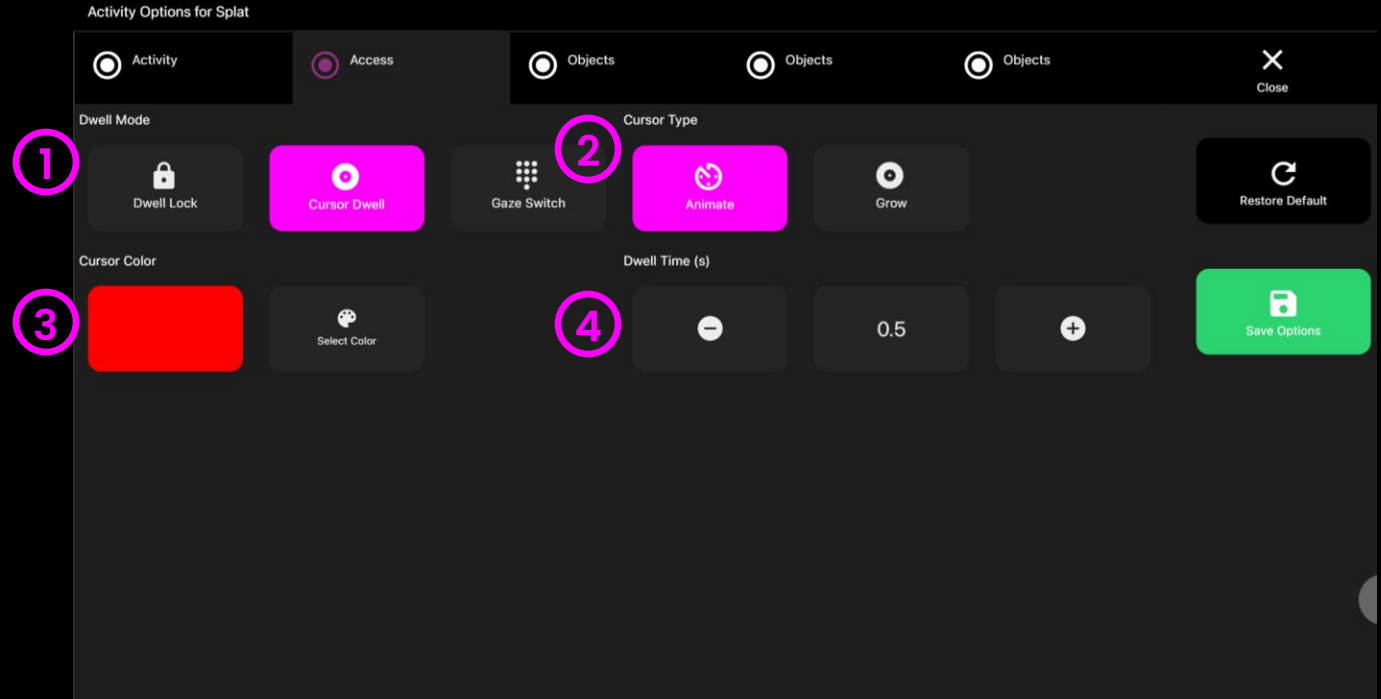 Activity Options for Splat
Activity
Access
Objects
Objects
Objects
Close
Dwell Mode
Cursor Type
1
Dwell Lock
Cursor Dwell
Gaze Switch
2
Animate
Grow
Restore Default
Cursor Color
Dwell Time (s)
3
Select Color
4
0.5
Save Options